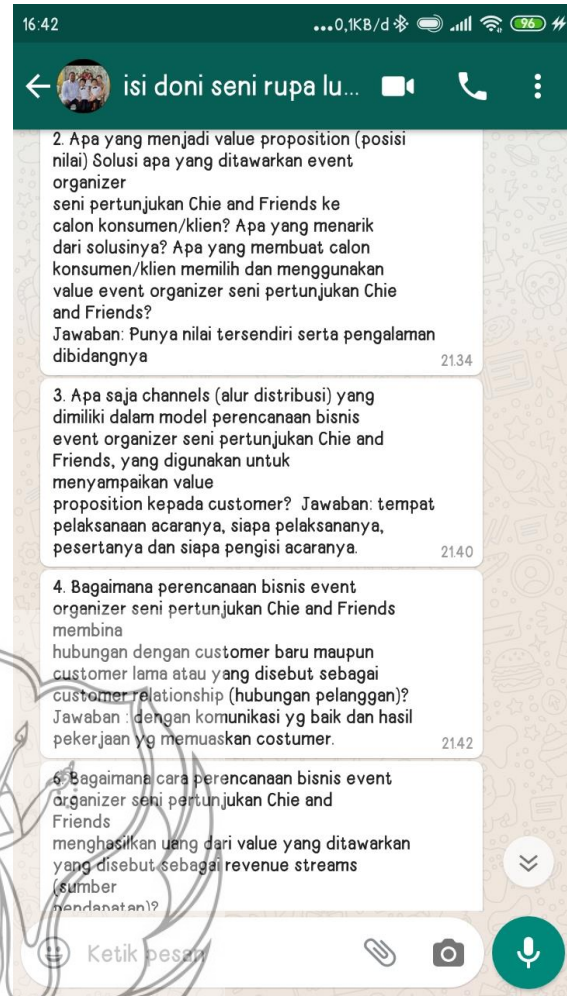 16:42
...0,1KB/d
96
isi doni seni rupa lu...
2. Apa yang menjadi value proposition (posisi
nilai) Solusi apa yang ditawarkan event
organizer
seni pertunjukan Chie and Friends ke
calon konsumen/klien? Apa yang menarik
dari solusinya? Apa yang membuat calon
konsumen/klien memilih dan menggunakan
value event organizer seni pertunjukan Chie
and Friends?
Jawaban: Punya nilai tersendiri serta pengalaman
dibidangnya
21.34
3. Apa saja channels (alur distribusi) yang
dimiliki dalam model perencanaan bisnis
event organizer seni pertunjukan Chie and
Friends, yang digunakan untuk
menyampaikan value
proposition kepada customer? Jawaban: tempat
pelaksanaan acaranya, siapa pelaksananya,
pesertanya dan siapa pengisi acaranya.
21.40
4. Bagaimana perencanaan bisnis event
organizer seni pertunjukan Chie and Friends
membina
hubungan dengan customer baru maupun
customer lama atau yang disebut sebagai
customer relationship (hubungan pelanggan)?
Jawaban : dengan komunikasi yg baik dan hasil
pekerjaan yg memuaskan costumer.
21.42
6. Bagaimana cara perencanaan bisnis event
organizer seni pertunjukan Chie and
Friends
menghasilkan uang dari value yang ditawarkan
yang disebut sebagai revenue streams
(sumber
pendapatan)?
Ketik pesan